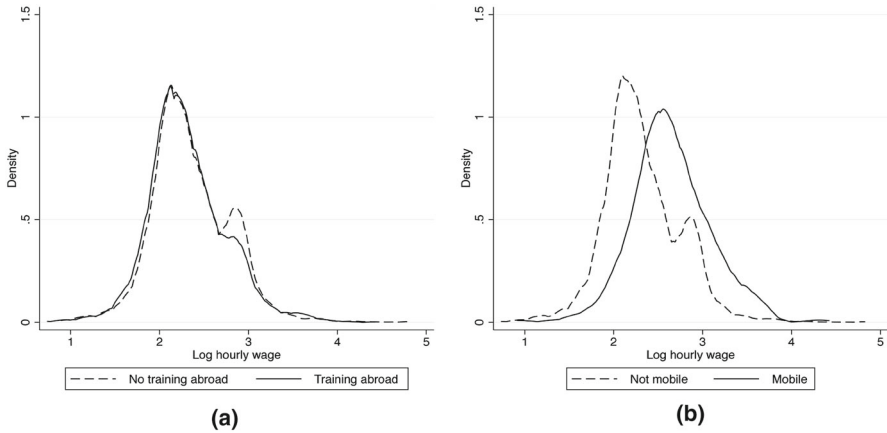 1.5
1
.5
0
Density
1 2 3 4 5
Log hourly wage
No training abroad Training abroad
(a)
1.5
1
.5
0
Density
1 2 3 4 5
Log hourly wage
Not mobile Mobile
(b)